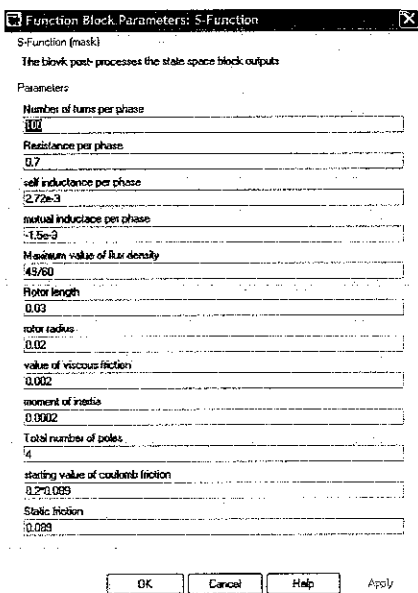 Function Block Parameters: S-Function
S-Function (mask)
The blovk post- processes the state space block outputs
Parameters
Number of turns per phase
100
Resistance per phase
0.7
self inductance per phase
2.72e-3
mutual inductace per phase
-1.5e-3
Maximum value of flux density
49/60
Rotor length
0.03
rotor radius
0.02
value of viscous friction
0.002
moment of inertia
0.0002
Total number of poles
4
starting value of coulomb friction
0.2*0.089
Static friction
0.089
OK Cancel Help Apply